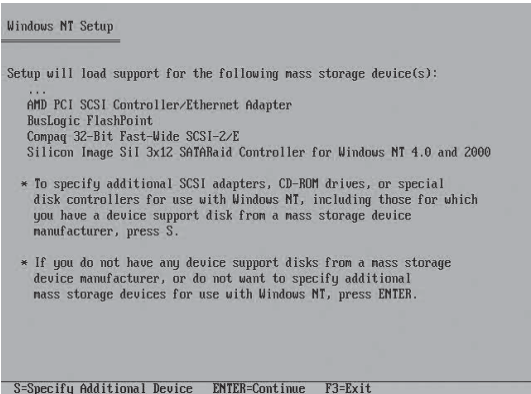 Windows NT Setup
Setup will load support for the following mass storage device(s):
...
AMD PCI SCSI Controller/Ethernet Adapter
BusLogic FlashPoint
Compaq 32-Bit Fast-Wide SCSI-2/E
Silicon Image SiI 3x12 SATARaid Controller for Windows NT 4.0 and 2000
* To specify additional SCSI adapters, CD-ROM drives, or special
disk controllers for use with Windows NT, including those for which
you have a device support disk from a mass storage device
manufacturer, press S.
* If you do not have any device support disks from a mass storage
device manufacturer, or do not want to specify additional
mass storage devices for use with Windows NT, press ENTER.
S=Specify Additional Device ENTER=Continue F3=Exit